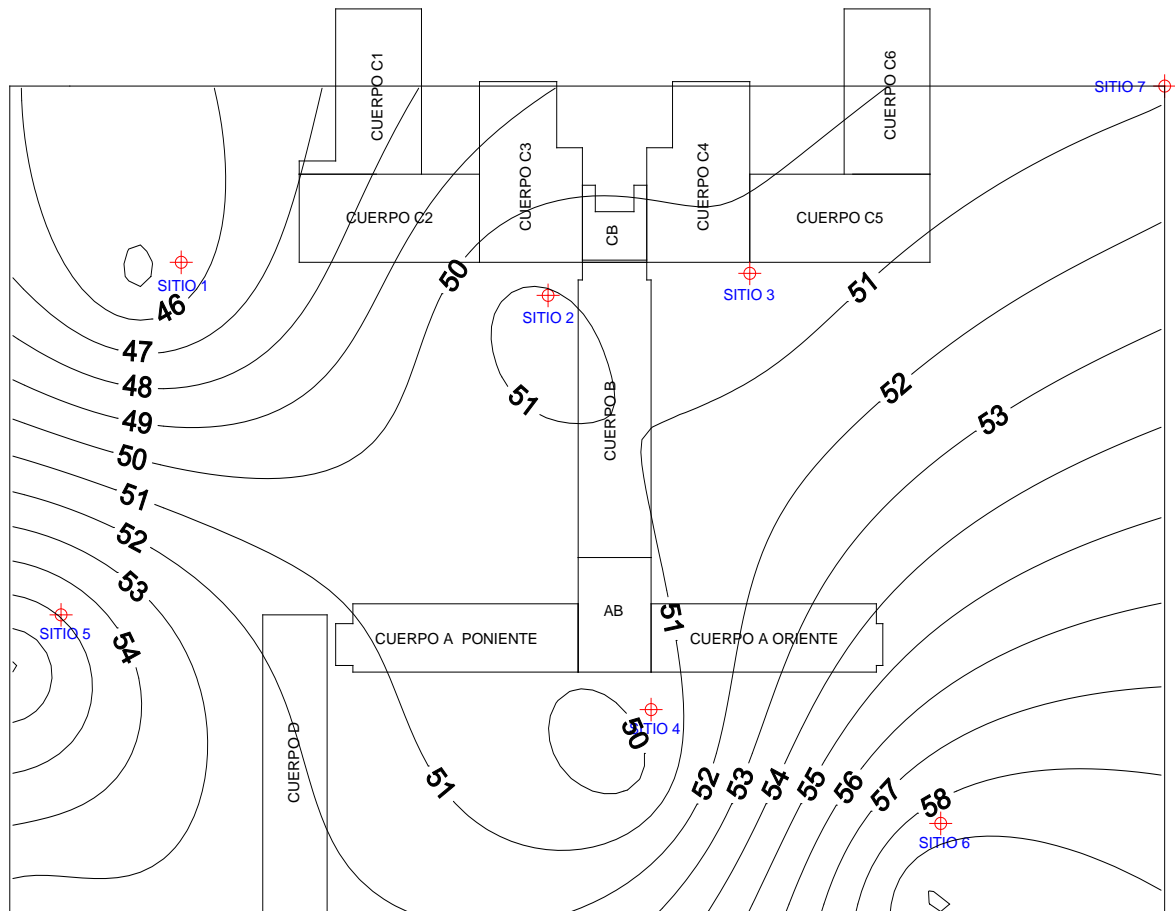 CUERPO C1
CUERPO C6
SITIO 7
CUERPO C3
CUERPO C4
CUERPO C2
CUERPO C5
CB
SITIO 1
46
50
SITIO 2
SITIO 3
51
47
48
49
50
51
52
53
51
CUERPO B
51
52
53
54
SITIO 5
AB
51
CUERPO A PONIENTE
CUERPO A ORIENTE
50
SITIO 4
CUERPO D
51
52
53
54
55
56
57
58
SITIO 6